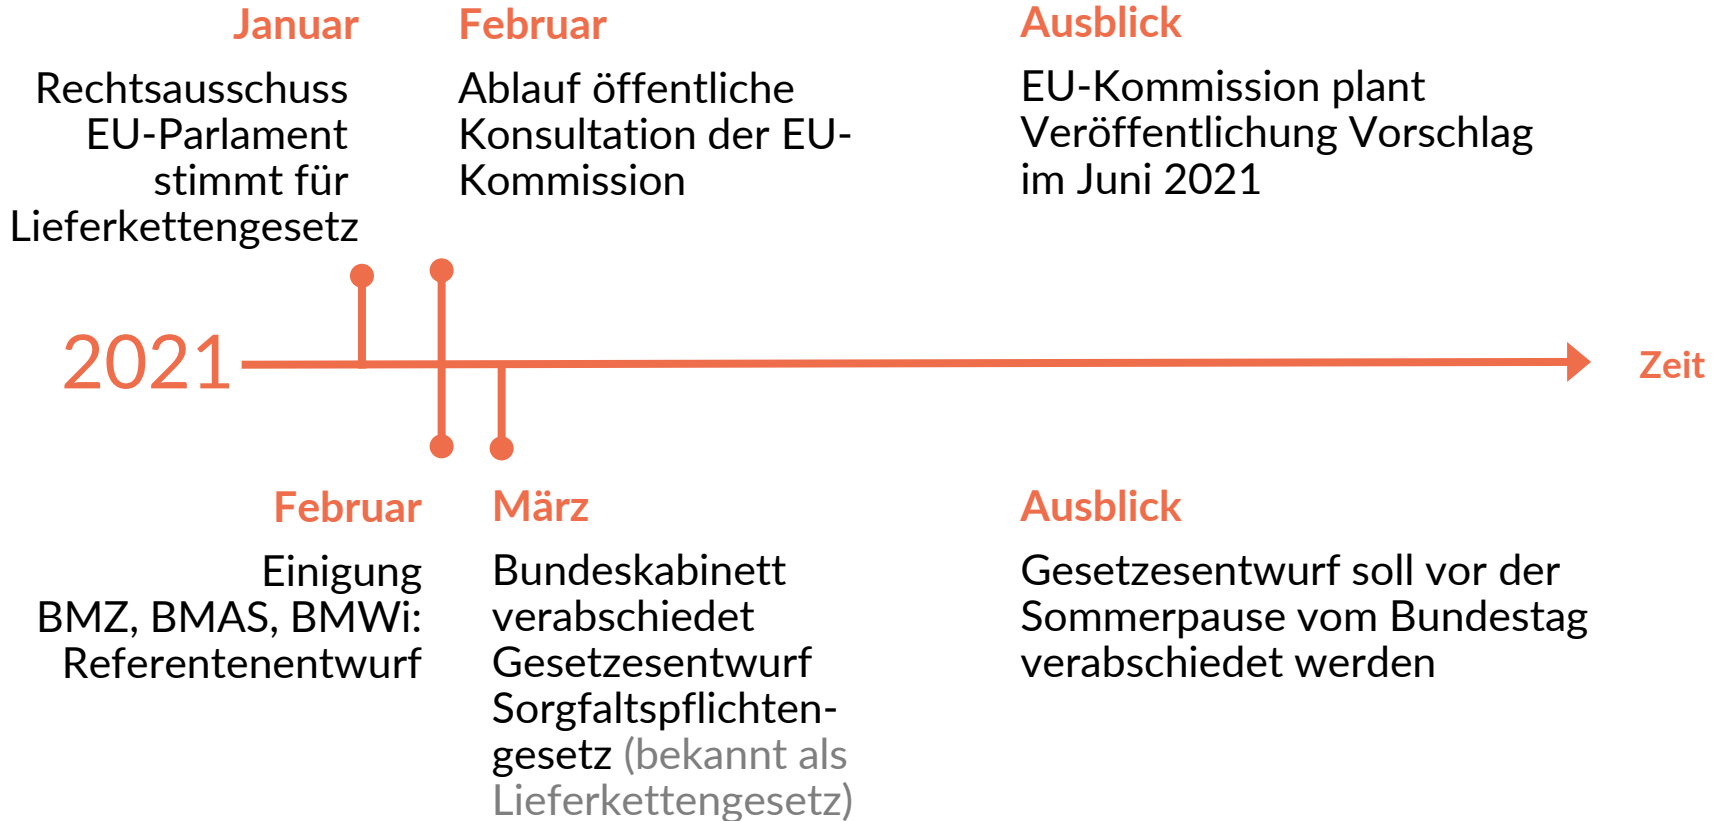 Januar
Rechtsausschuss
EU-Parlament
stimmt für
Lieferkettengesetz
Februar
Ablauf öffentliche
Konsultation der EU-
Kommission
Ausblick
EU-Kommission plant
Veröffentlichung Vorschlag
im Juni 2021
2021
Zeit
Februar
Einigung
BMZ, BMAS, BMWi:
Referentenentwurf
März
Bundeskabinett
verabschiedet
Gesetzesentwurf
Sorgfaltspflichten-
gesetz (bekannt als
Lieferkettengesetz)
Ausblick
Gesetzesentwurf soll vor der
Sommerpause vom Bundestag
verabschiedet werden